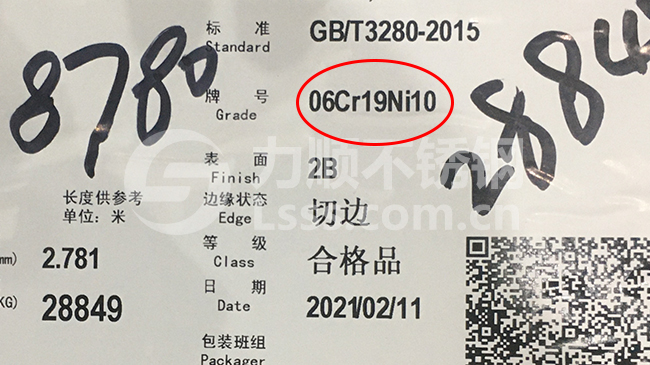 标 准 GB/T3280-2015
Standard
8780
2884
牌 号 06Cr19Ni10
Grade
力顺不锈钢
Lsss.com.cn
表 面 2B
Finish
长度供参考
单位: 米
边缘状态 切边
Edge
mm) 2.781
等 级 合格品
Class
KG) 28849
日 期 2021/02/11
Date
包装班组
Packager